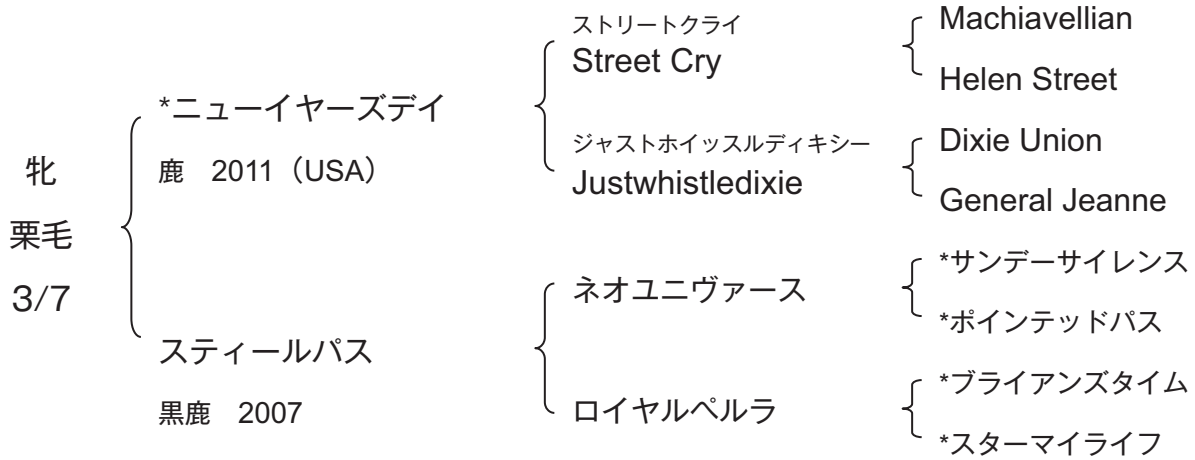 牝
栗毛
3/7
*ニューイヤーズデイ
鹿 2011（USA）
スティールパス
黒鹿 2007
ストリートクライ
Street Cry
ジャストホイッスルディキシー
Justwhistledixie
ネオユニヴァース
ロイヤルペルラ
Machiavellian
Helen Street
Dixie Union
General Jeanne
*サンデーサイレンス
*ポインテッドパス
*ブライアンズタイム
*スターマイライフ